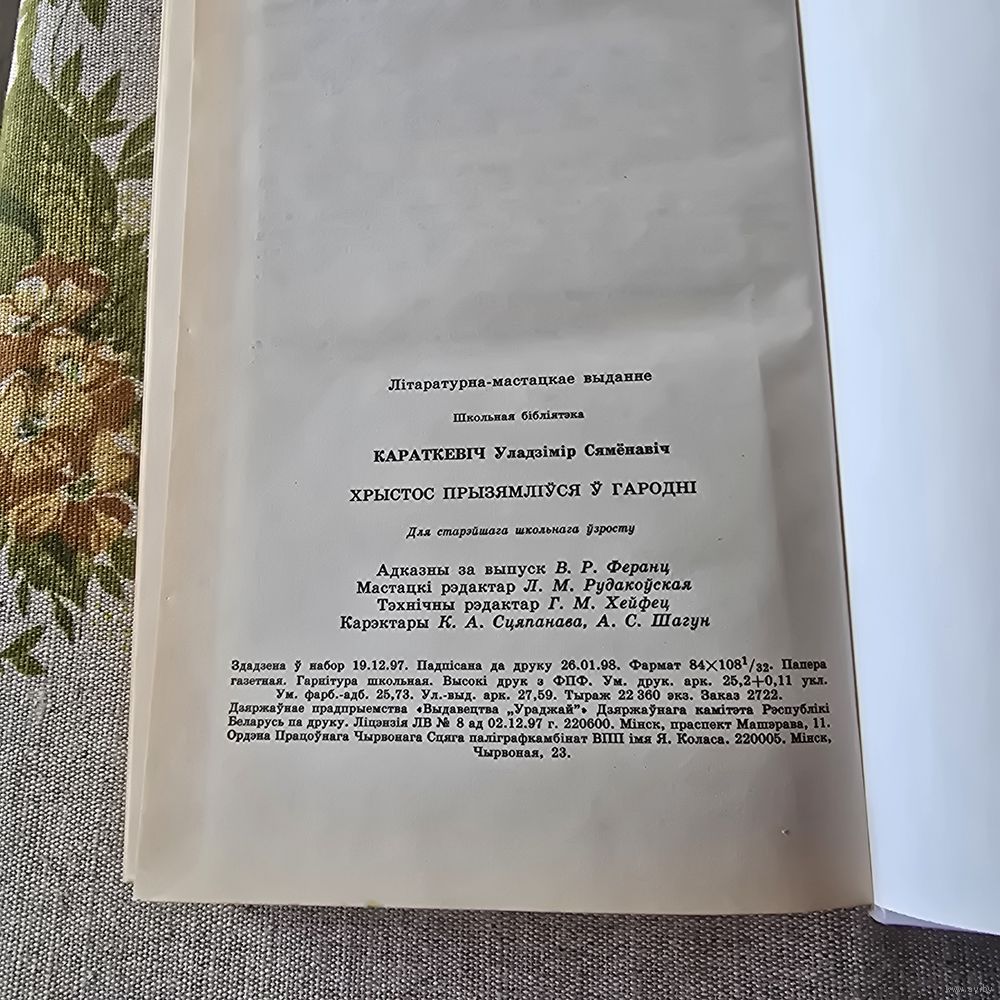 Літаратурна-мастацкае выданне
Школьная бібліятэка
КАРАТКЕВІЧ Уладзімір Сямёнавіч
ХРЫСТОС ПРЫЗЯМЛІЎСЯ Ў ГАРОДНІ
Для старэйшага школьнага ўзросту
Адказны за выпуск В. Р. Феранц
Мастацкі рэдактар Л. М. Рудакоўская
Тэхнічны рэдактар Г. М. Хейфец
Карэктары К. А. Сцяпанава, А. С. Шагун
Здадзена ў набор 19.12.97. Падпісана да друку 26.01.98. Фармат 84×108¹/₃₂. Папера
газетная. Гарнітура школьная. Высокі друк з ФПФ. Ум. друк. арк. 25,2+0,11 укл.
Ум. фарб.-адб. 25,73. Ул.-выд. арк. 27,59. Тыраж 22 360 экз. Заказ 2722.
Дзяржаўнае прадпрыемства «Выдавецтва „Ураджай"» Дзяржаўнага камітэта Рэспублікі
Беларусь па друку. Ліцэнзія ЛВ № 8 ад 02.12.97 г. 220600. Мінск, праспект Машэрава, 11.
Ордэна Працоўнага Чырвонага Сцяга паліграфкамбінат ВПП імя Я. Коласа. 220005. Мінск,
Чырвоная, 23.